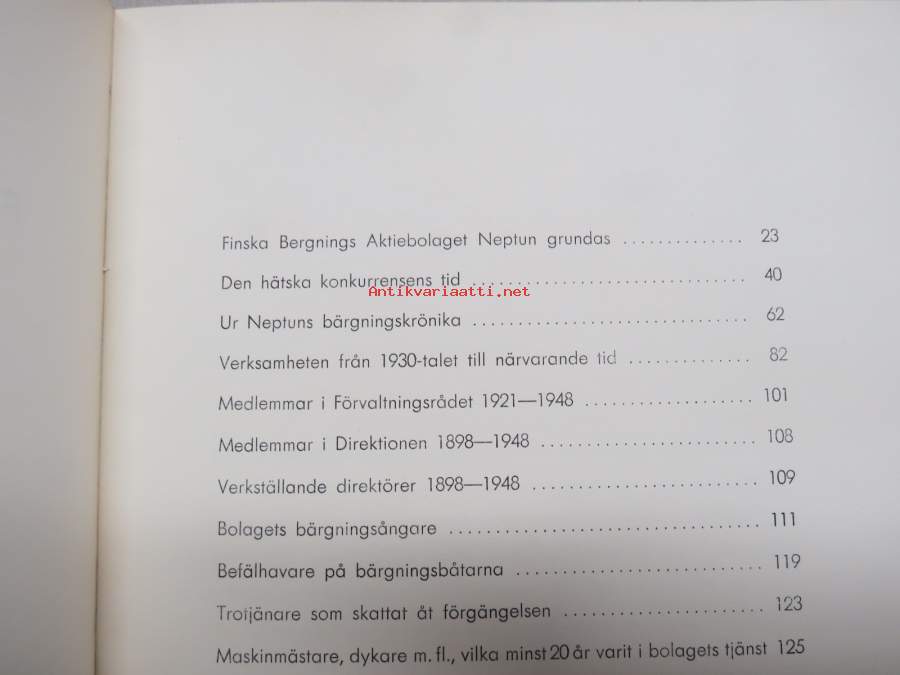 Finska Bergnings Aktiebolaget Neptun grundas .............. 23
Den hätska konkurrensens tid .............................. 40
Antikvariaatti.net
Ur Neptuns bärgningskrönika .............................. 62
Verksamheten från 1930-talet till närvarande tid ............. 82
Medlemmar i Förvaltningsrådet 1921—1948 .................. 101
Medlemmar i Direktionen 1898—1948 ....................... 108
Verkställande direktörer 1898—1948 ........................ 109
Bolagets bärgningsångare .................................. 111
Befälhavare på bärgningsbåtarna ........................... 119
Trotjänare som skattat åt förgängelsen ...................... 123
Maskinmästare, dykare m. fl., vilka minst 20 år varit i bolagets tjänst 125